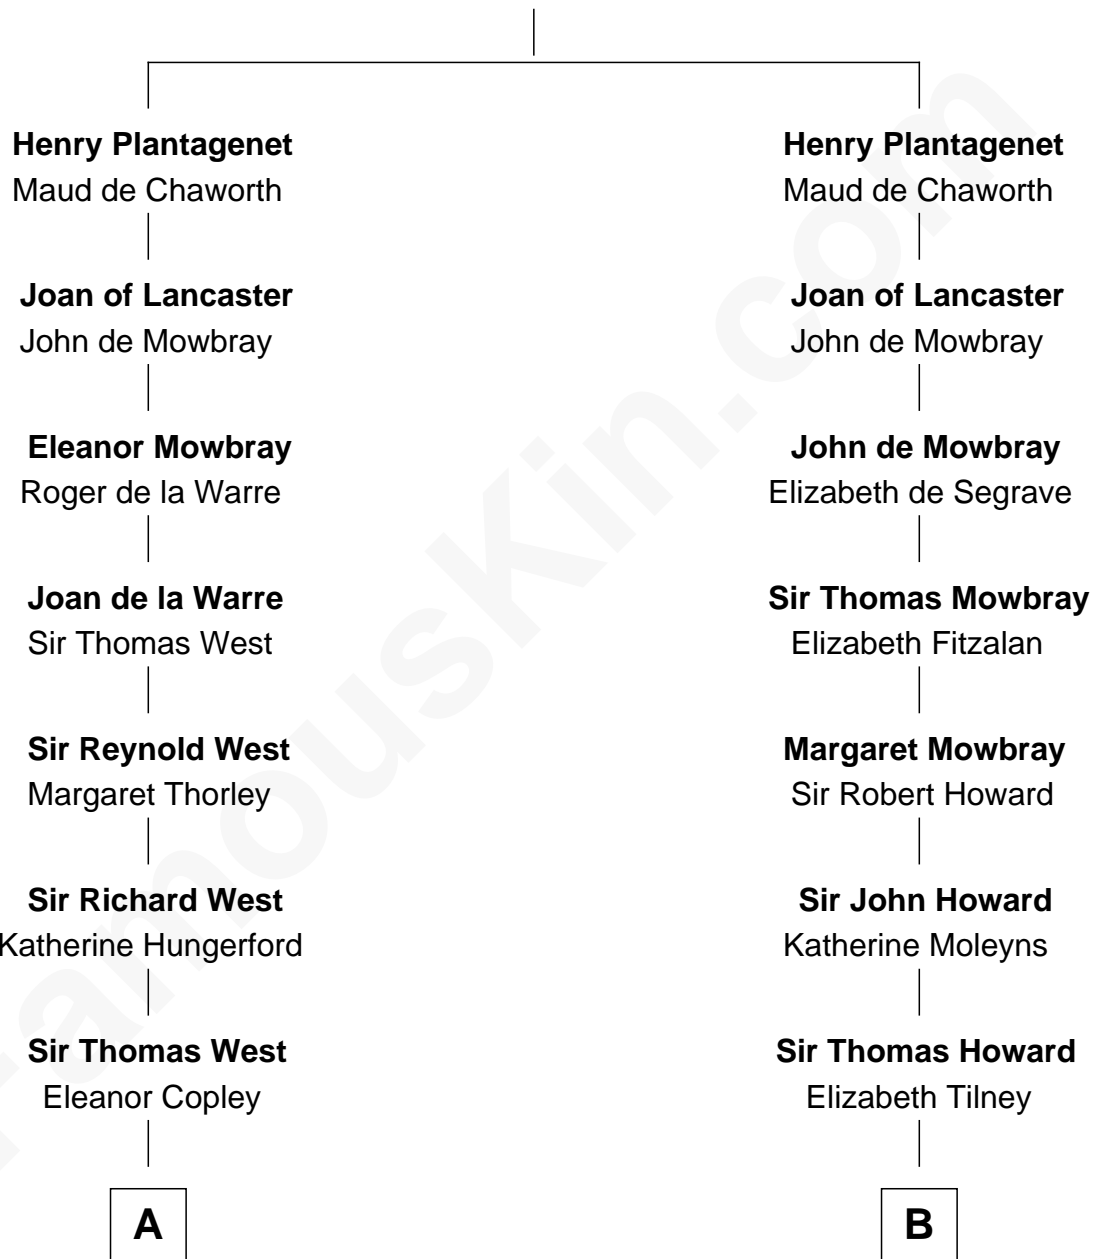 Henry Plantagenet
Maud de Chaworth
Joan of Lancaster
John de Mowbray
Eleanor Mowbray
Roger de la Warre
Joan de la Warre
Sir Thomas West
Sir Reynold West
Margaret Thorley
Sir Richard West
Katherine Hungerford
Sir Thomas West
Eleanor Copley
A
Henry Plantagenet
Maud de Chaworth
Joan of Lancaster
John de Mowbray
John de Mowbray
Elizabeth de Segrave
Sir Thomas Mowbray
Elizabeth Fitzalan
Margaret Mowbray
Sir Robert Howard
Sir John Howard
Katherine Moleyns
Sir Thomas Howard
Elizabeth Tilney
B
FamousKin.com